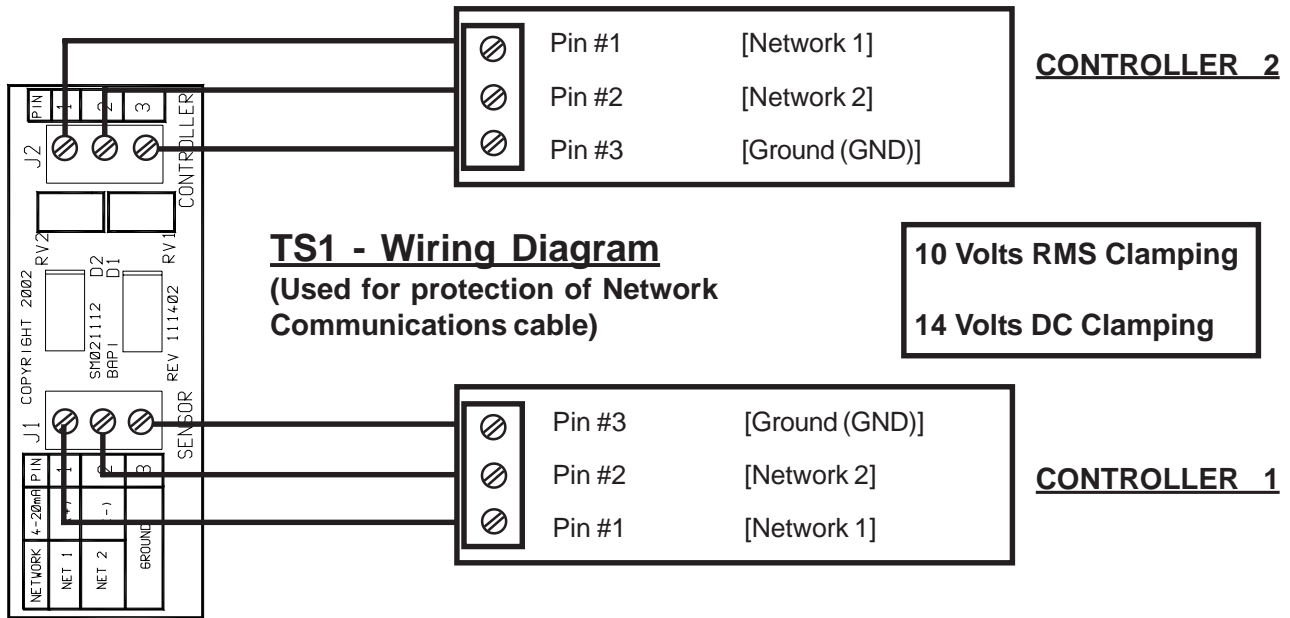 Pin #1 [Network 1]
Pin #2 [Network 2]
Pin #3 [Ground (GND)]
CONTROLLER 2
PIN 1 2 3
J2
CONTROLLER
RV2
RV1
D2
D1
COPYRIGHT 2002
SM021112
BAPI
REV 111402
TS1 - Wiring Diagram
(Used for protection of Network
Communications cable)
10 Volts RMS Clamping
14 Volts DC Clamping
J1
SENSOR
PIN 1 2 3
4-20mA (+) (-)
GROUND
NETWORK NET 1 NET 2
Pin #3 [Ground (GND)]
Pin #2 [Network 2]
Pin #1 [Network 1]
CONTROLLER 1